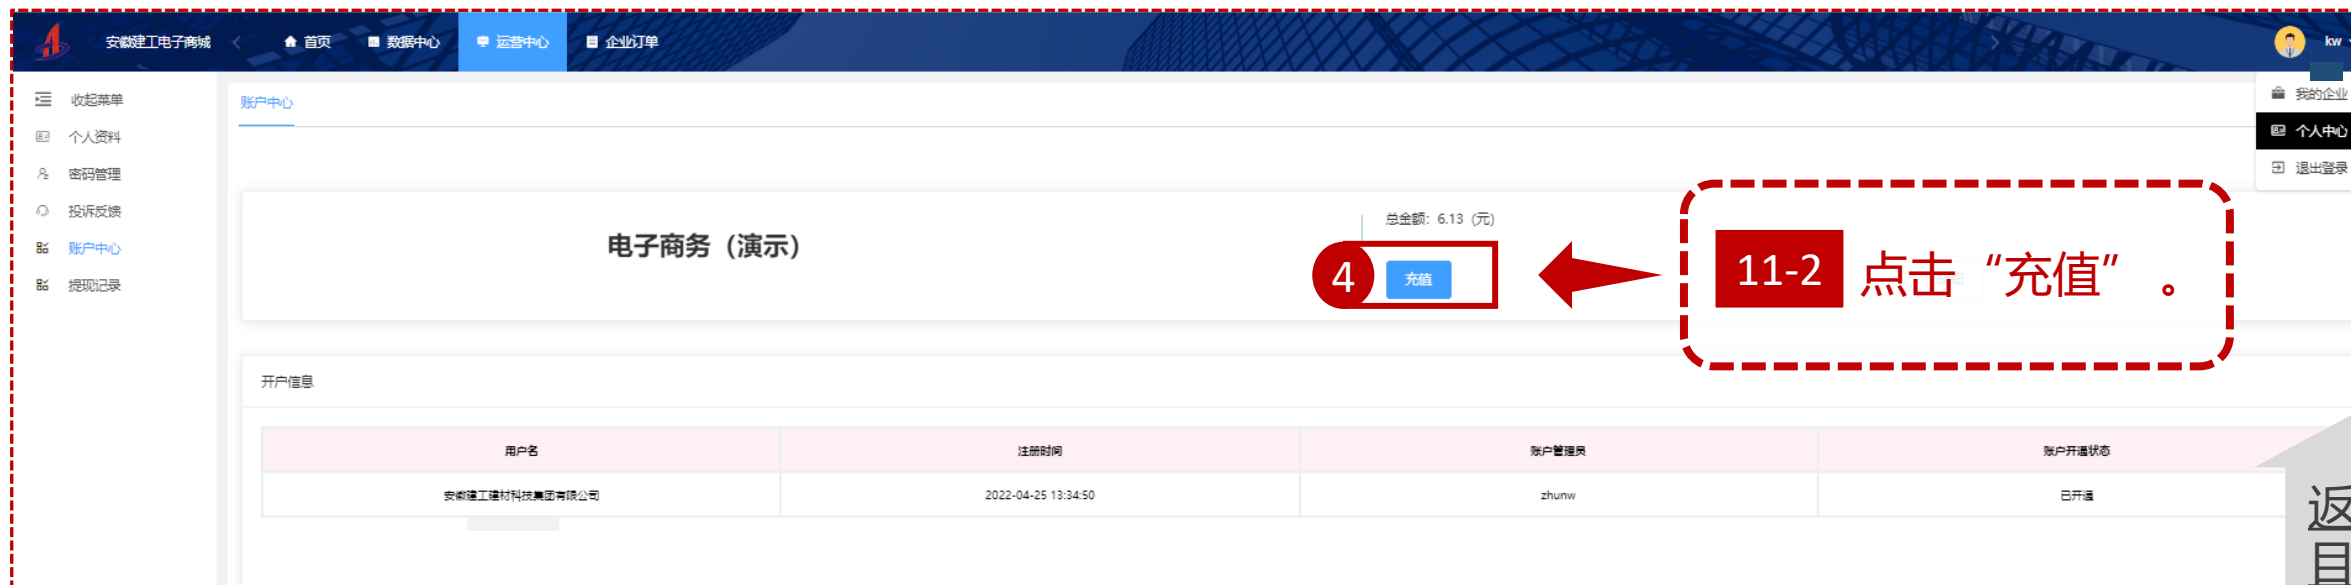 安徽建工电子商城 首页 数据中心 运营中心 企业订单 kw
收起菜单
个人资料
密码管理
投诉反馈
账户中心
提现记录
账户中心
我的企业
个人中心
退出登录
电子商务（演示）
总金额：6.13（元）
4 充值
11-2 点击“充值”。
开户信息
用户名 注册时间 账户管理员 账户开通状态
安徽建工建材科技集团有限公司 2022-04-25 13:34:50 zhunw 已开通
返
目